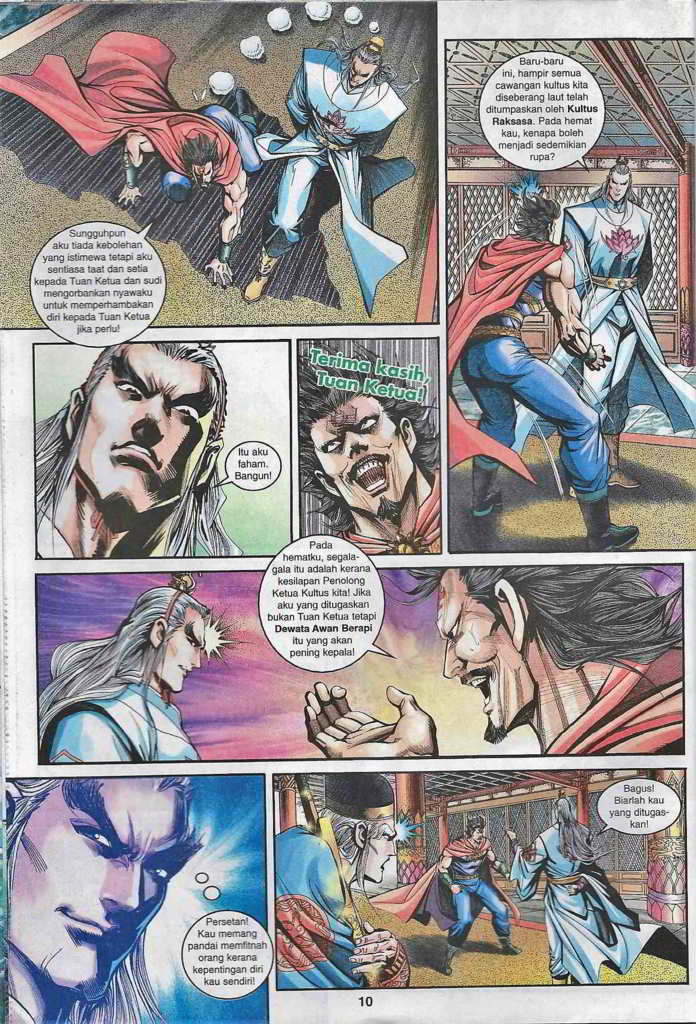 Sungguhpun
aku tiada kebolehan
yang istimewa tetapi aku
sentiasa taat dan setia
kepada Tuan Ketua dan sudi
mengorbankan nyawaku
untuk memperhambakan
diri kepada Tuan Ketua
jika perlu!
Baru-baru
ini, hampir semua
cawangan kultus kita
diseberang laut telah
ditumpaskan oleh Kultus
Raksasa. Pada hemat
kau, kenapa boleh
menjadi sedemikian
rupa?
Itu aku
faham.
Bangun!
Terima kasih,
Tuan Ketua!
Pada
hematku, segala-
gala itu adalah kerana
kesilapan Penolong
Ketua Kultus kita! Jika
aku yang ditugaskan
bukan Tuan Ketua tetapi
Dewata Awan Berapi
itu yang akan
pening kepala!
Persetan!
Kau memang
pandai memfitnah
orang kerana
kepentingan diri
kau sendiri!
Bagus!
Biarlah kau
yang ditugas-
kan!
10